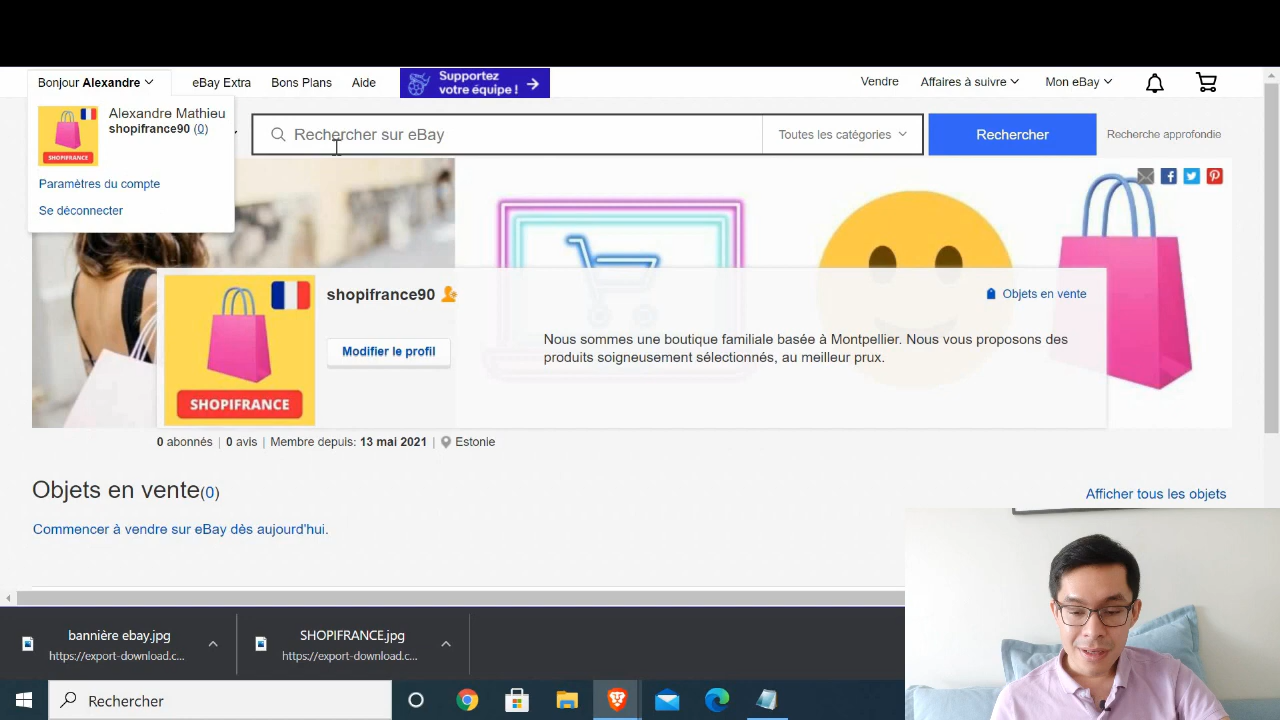 Bonjour Alexandre
eBay Extra
Bons Plans
Aide
Supportez
votre équipe !
Vendre
Affaires à suivre
Mon eBay
Alexandre Mathieu
shopifrance90 (0)
SHOPIFRANCE
Paramètres du compte
Se déconnecter
Rechercher sur eBay
Toutes les catégories
Rechercher
Recherche approfondie
shopifrance90
Objets en vente
Modifier le profil
Nous sommes une boutique familiale basée à Montpellier. Nous vous proposons des
produits soigneusement sélectionnés, au meilleur prux.
SHOPIFRANCE
0 abonnés | 0 avis | Membre depuis: 13 mai 2021 | Estonie
Objets en vente(0)
Afficher tous les objets
Commencer à vendre sur eBay dès aujourd'hui.
bannière ebay.jpg
https://export-download.c...
SHOPIFRANCE.jpg
https://export-download.c...
Rechercher